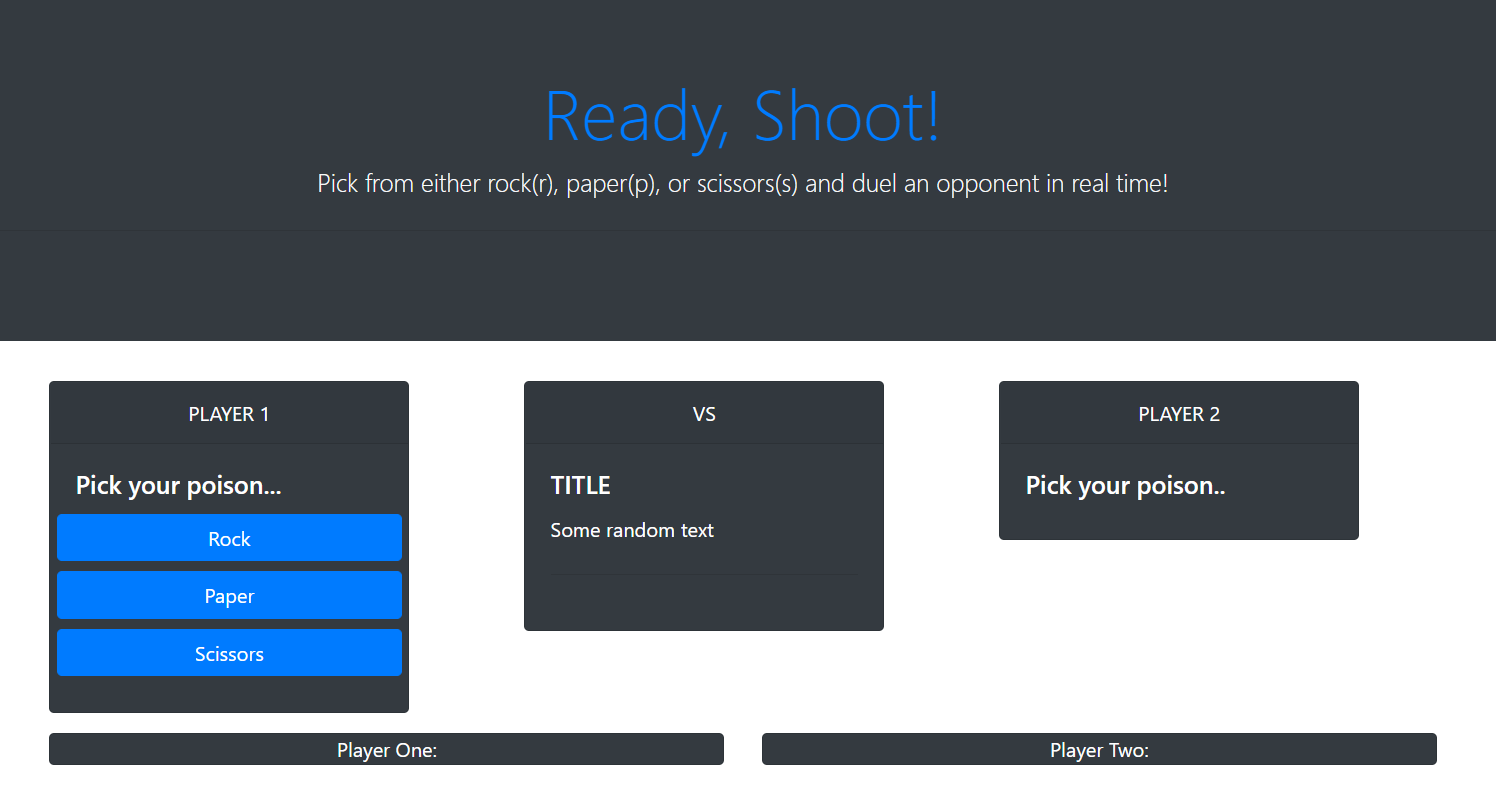 Ready, Shoot!
Pick from either rock(r), paper(p), or scissors(s) and duel an opponent in real time!
PLAYER 1
Pick your poison...
Rock
Paper
Scissors
VS
TITLE
Some random text
PLAYER 2
Pick your poison..
Player One:
Player Two: